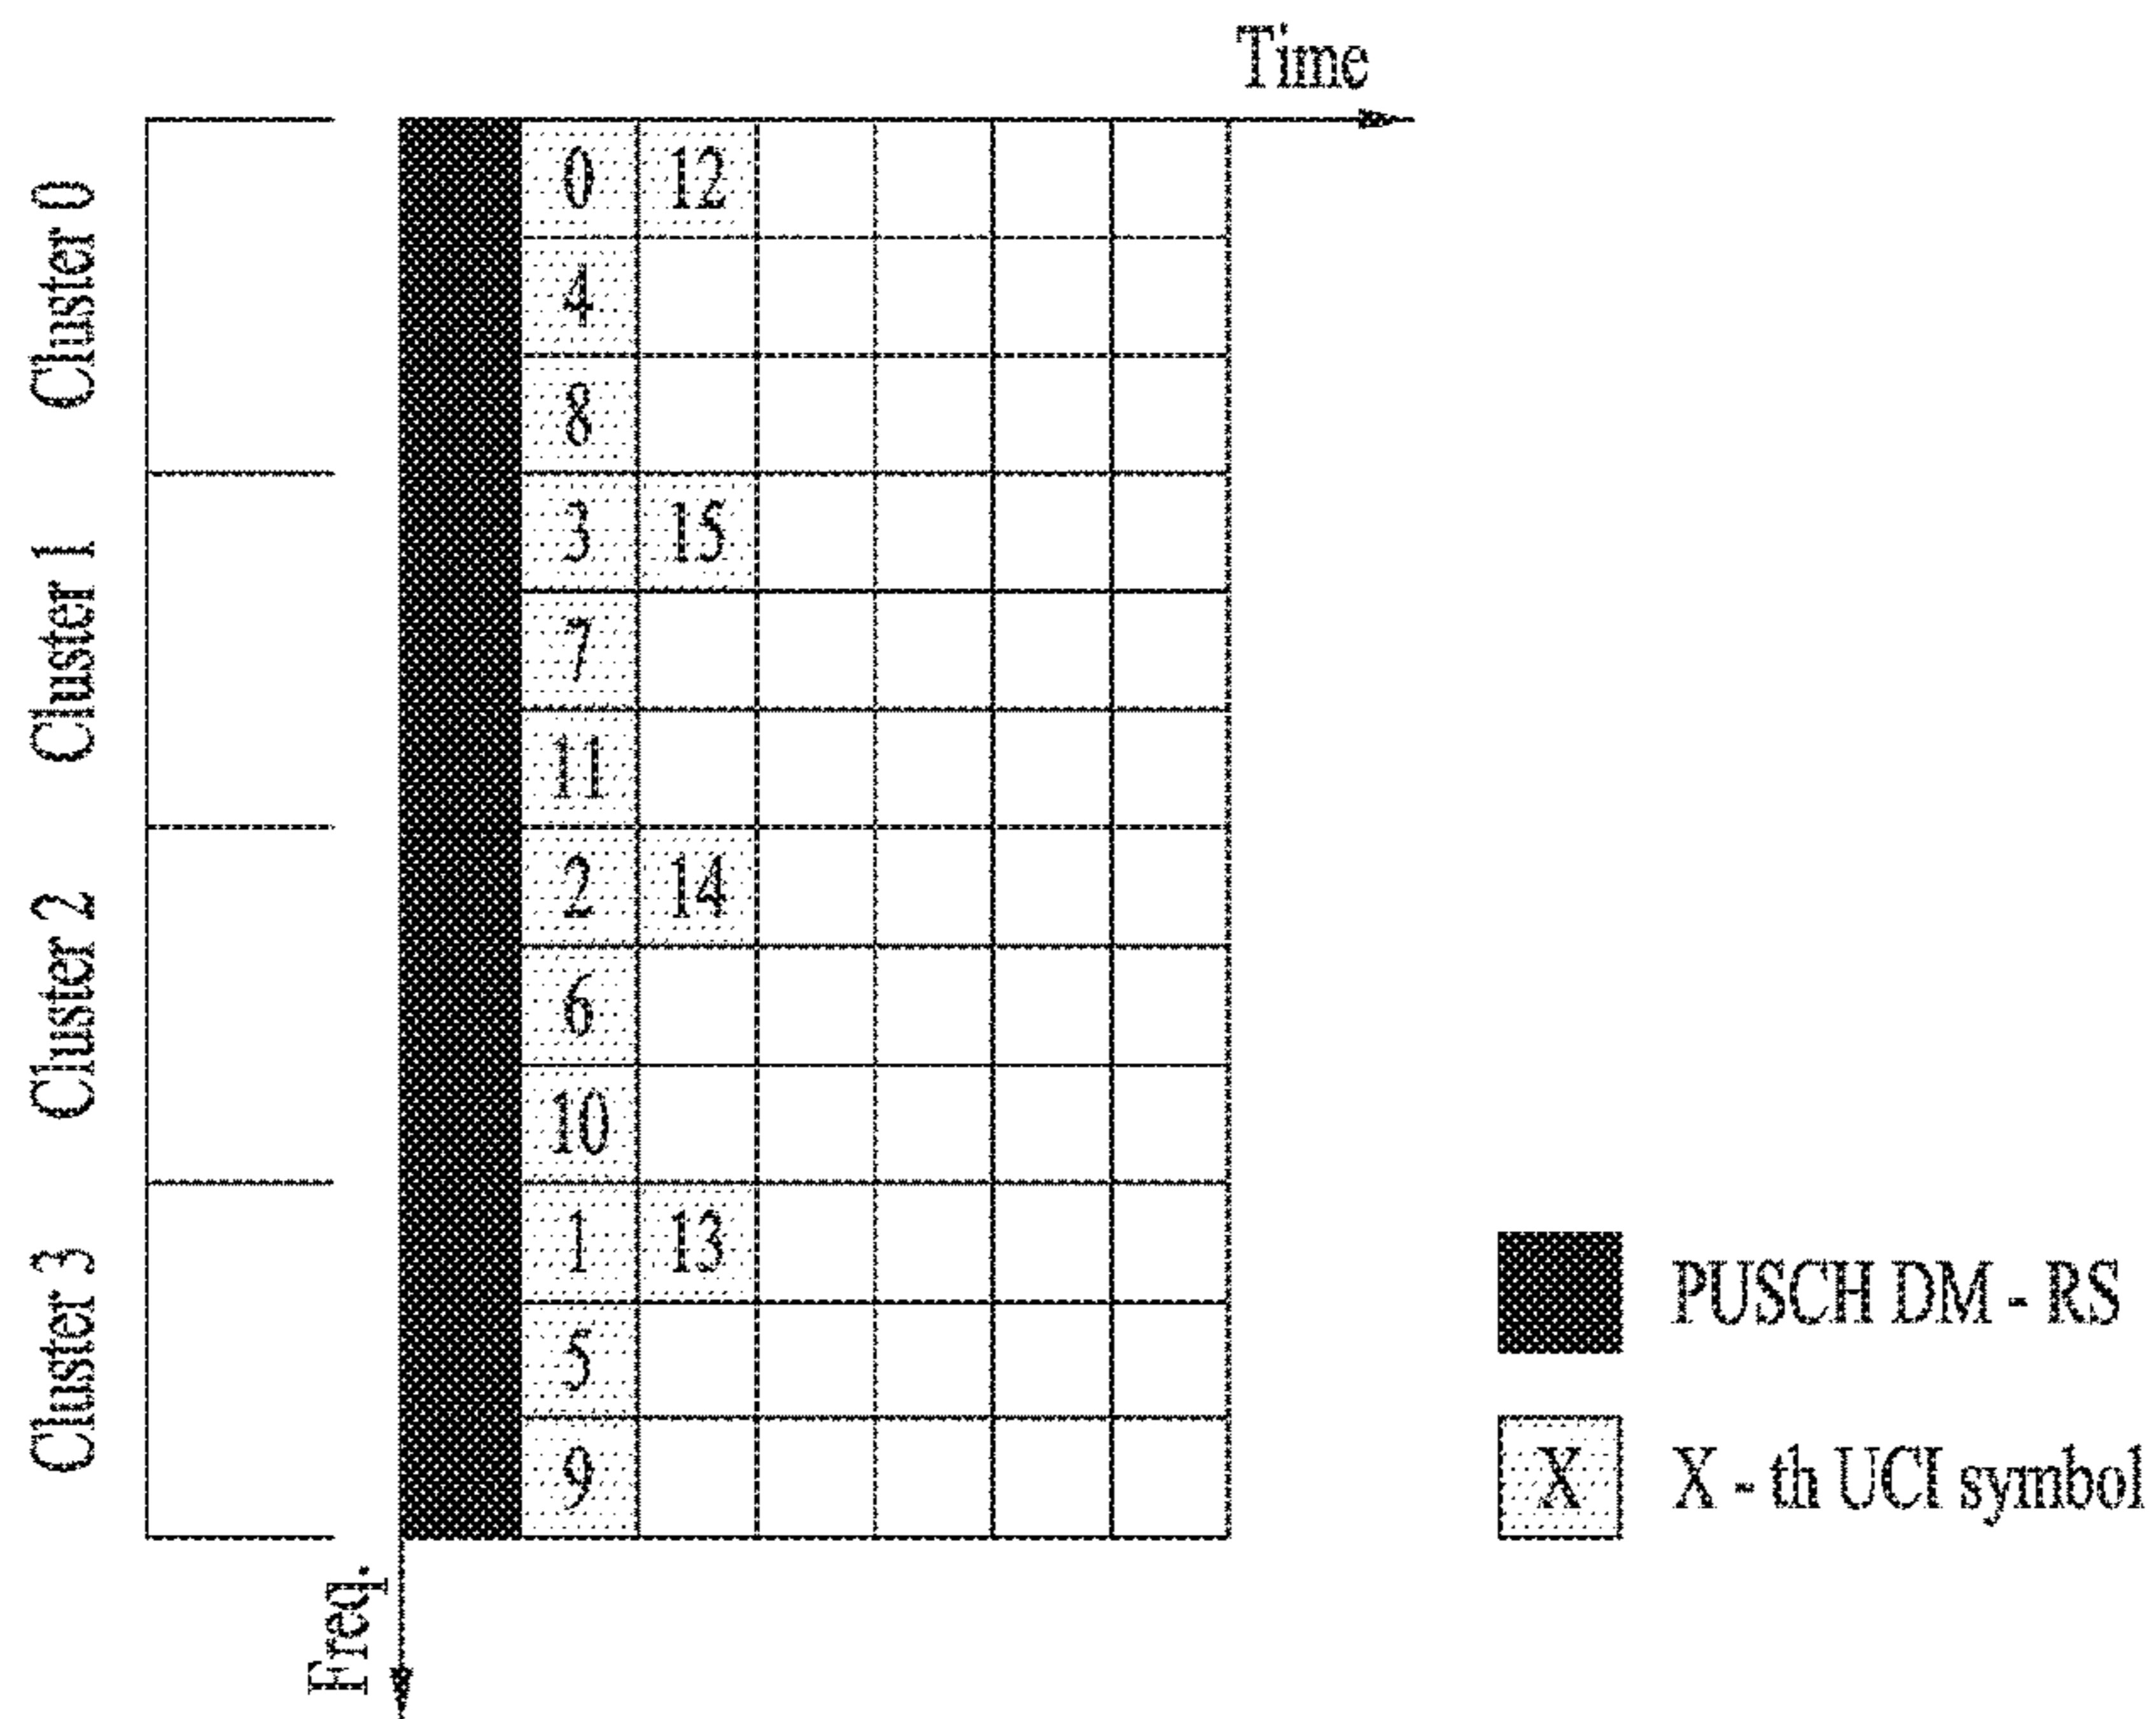 Time
Cluster 0
0 12
4
8
Cluster 1
3 15
7
11
Cluster 2
2 14
6
10
Cluster 3
1 13
5
9
Freq.
PUSCH DM - RS
X X - th UCI symbol